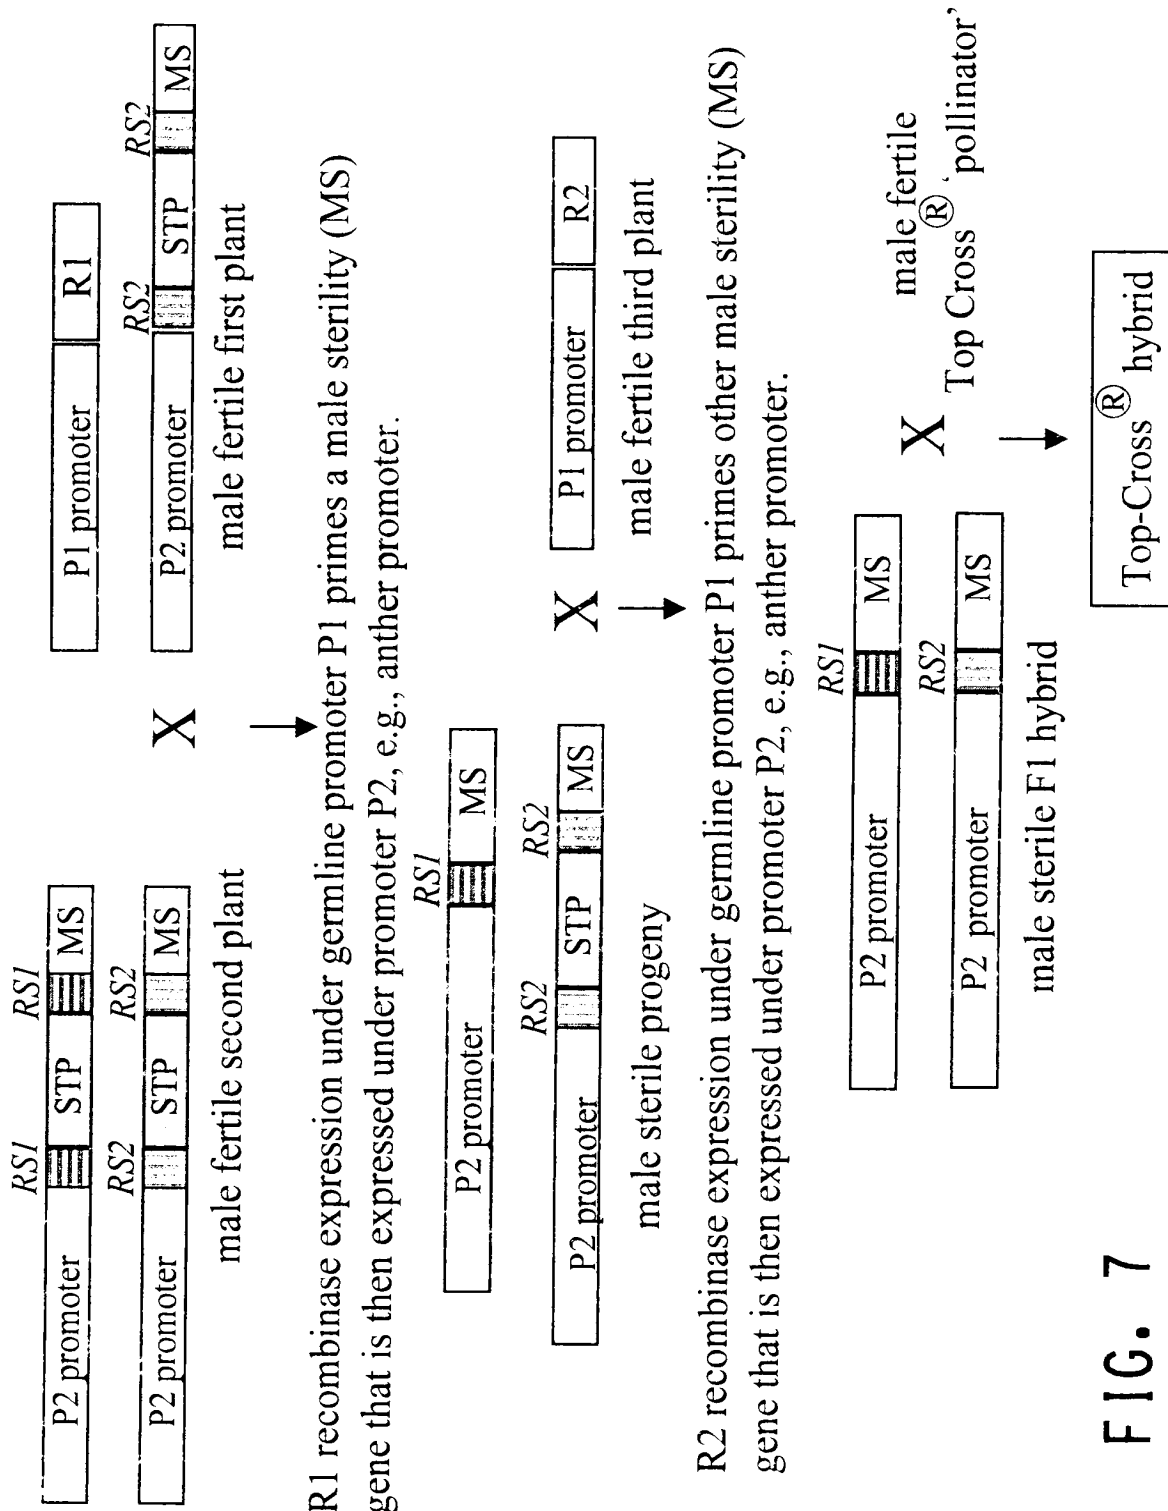 RS1 RS1
P2 promoter STP MS
RS2 RS2
P2 promoter STP MS
male fertile second plant
X
P1 promoter R1
RS2 RS2
P2 promoter STP MS
male fertile first plant
R1 recombinase expression under germline promoter P1 primes a male sterility (MS)
gene that is then expressed under promoter P2, e.g., anther promoter.
RS1
P2 promoter MS
RS2 RS2
P2 promoter STP MS
male sterile progeny
X
P1 promoter R2
male fertile third plant
R2 recombinase expression under germline promoter P1 primes other male sterility (MS)
gene that is then expressed under promoter P2, e.g., anther promoter.
RS1
P2 promoter MS
RS2
P2 promoter MS
male sterile F1 hybrid
X
male fertile
Top Cross® ‘pollinator’
Top-Cross® hybrid
FIG. 7